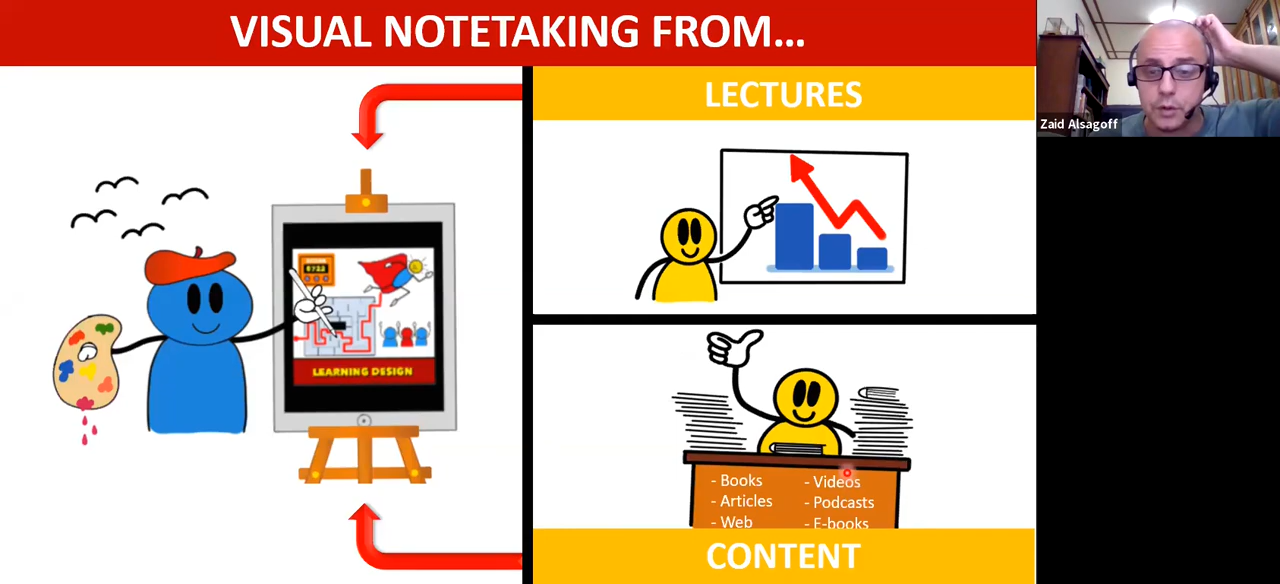 VISUAL NOTETAKING FROM...
LECTURES
Zaid Alsagoff
LEARNING DESIGN
- Books
- Articles
- Web
- Videos
- Podcasts
- E-books
CONTENT